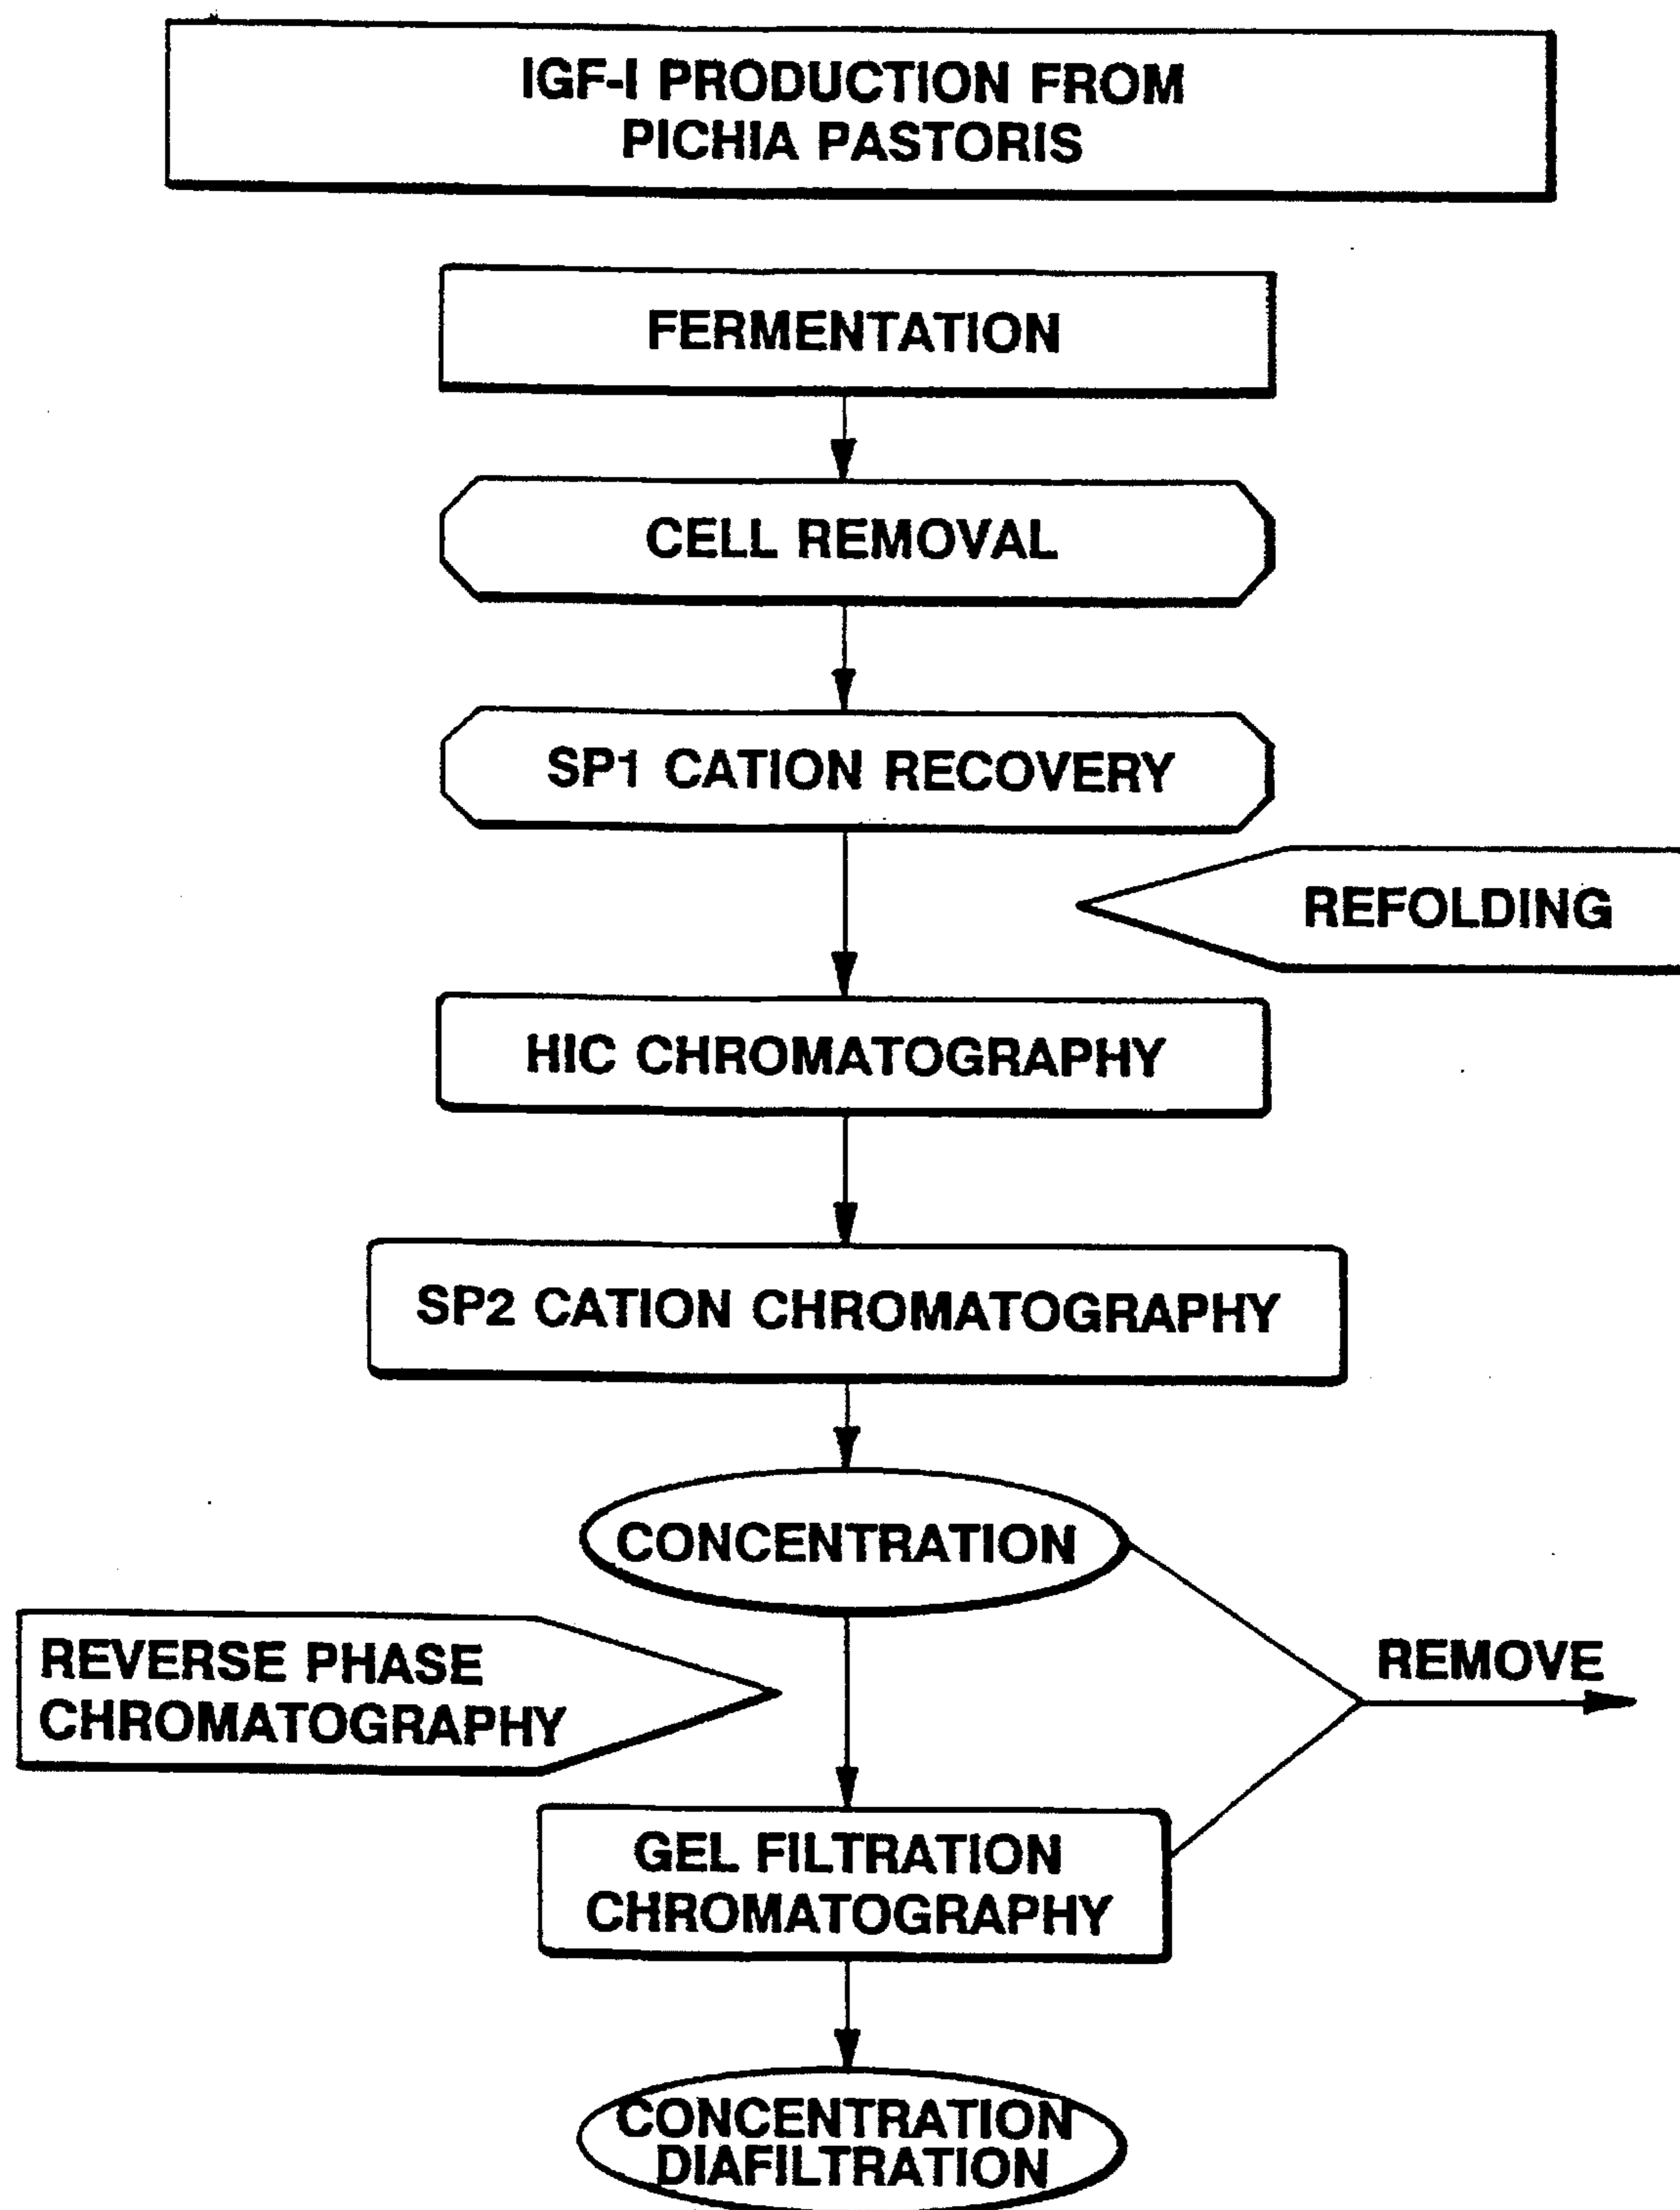 IGF-I PRODUCTION FROM
PICHIA PASTORIS
FERMENTATION
CELL REMOVAL
SP1 CATION RECOVERY
REFOLDING
HIC CHROMATOGRAPHY
SP2 CATION CHROMATOGRAPHY
CONCENTRATION
REVERSE PHASE
CHROMATOGRAPHY
REMOVE
GEL FILTRATION
CHROMATOGRAPHY
CONCENTRATION
DIAFILTRATION